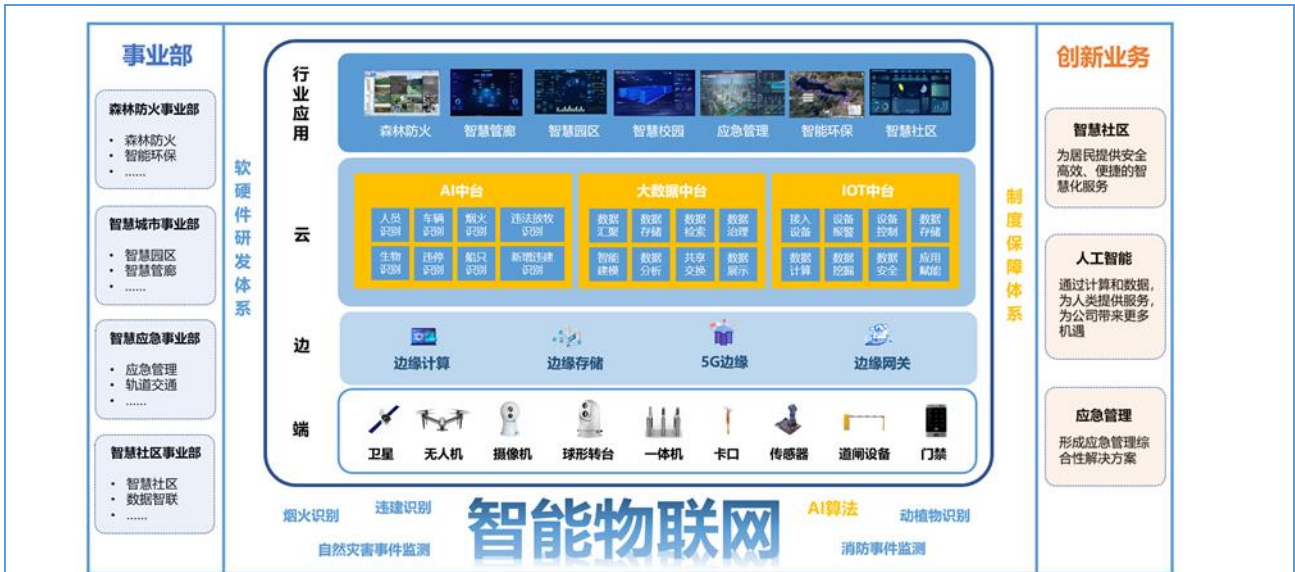 事业部
森林防火事业部
• 森林防火
• 智能环保
• ……
智慧城市事业部
• 智慧园区
• 智慧管廊
• ……
智慧应急事业部
• 应急管理
• 轨道交通
• ……
智慧社区事业部
• 智慧社区
• 数据智联
• ……
软硬件研发体系
行业应用
森林防火 智慧管廊 智慧园区 智慧校园 应急管理 智能环保 智慧社区
云
AI中台
人员识别 车辆识别 烟火识别 违法放牧识别
生物识别 违停识别 船只识别 新增违建识别
大数据中台
数据汇聚 数据存储 数据检索 数据治理
智能建模 数据分析 共享交换 数据展示
IOT中台
接入设备 设备报警 设备控制 数据存储
数据计算 数据挖掘 数据安全 应用赋能
边
边缘计算 边缘存储 5G边缘 边缘网关
端
卫星 无人机 摄像机 球形转台 一体机 卡口 传感器 道闸设备 门禁
制度保障体系
烟火识别 违建识别
自然灾害事件监测
智能物联网
AI算法 动植物识别
消防事件监测
创新业务
智慧社区
为居民提供安全
高效、便捷的智
慧化服务
人工智能
通过计算和数据,
为人类提供服务,
为公司带来更多
机遇
应急管理
形成应急管理综
合性解决方案